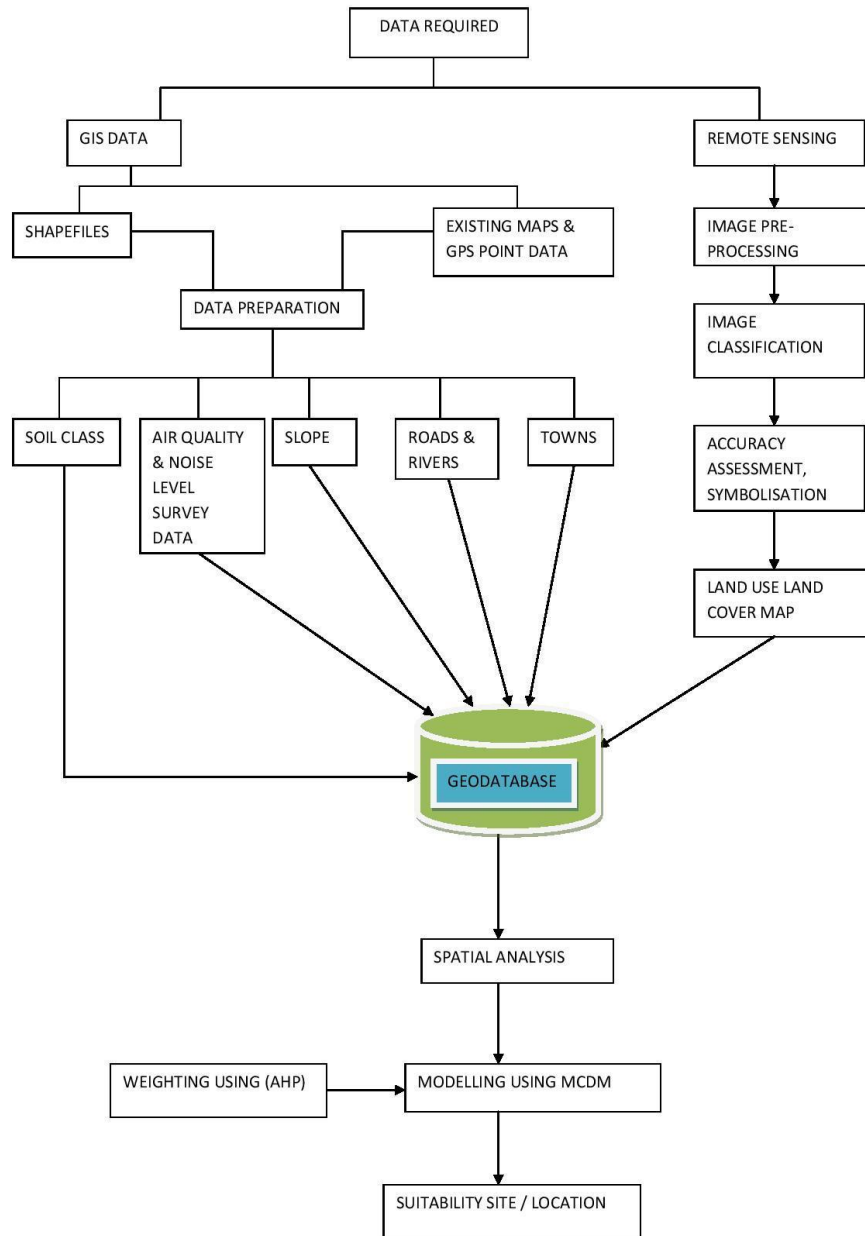 DATA REQUIRED
GIS DATA
REMOTE SENSING
SHAPEFILES
EXISTING MAPS &
GPS POINT DATA
IMAGE PRE-
PROCESSING
DATA PREPARATION
IMAGE
CLASSIFICATION
SOIL CLASS
AIR QUALITY
& NOISE
LEVEL
SURVEY
DATA
SLOPE
ROADS &
RIVERS
TOWNS
ACCURACY
ASSESSMENT,
SYMBOLISATION
LAND USE LAND
COVER MAP
GEODATABASE
SPATIAL ANALYSIS
WEIGHTING USING (AHP)
MODELLING USING MCDM
SUITABILITY SITE / LOCATION